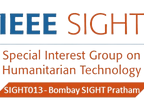 IEEE SIGHT
Special Interest Group on
Humanitarian Technology
SIGHT013 - Bombay SIGHT Pratham